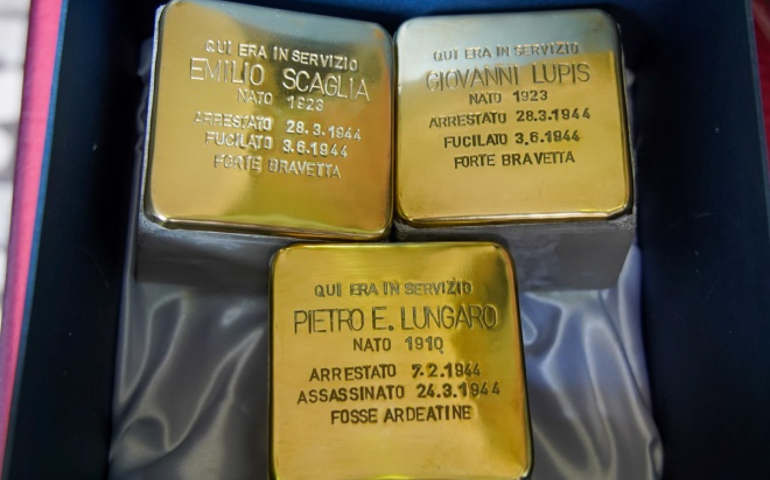 QUI ERA IN SERVIZIO
EMILIO SCAGLIA
NATO 1923
ARRESTATO 28.3.1944
FUCILATO 3.6.1944
FORTE BRAVETTA
QUI ERA IN SERVIZIO
GIOVANNI LUPIS
NATO 1923
ARRESTATO 28.3.1944
FUCILATO 3.6.1944
FORTE BRAVETTA
QUI ERA IN SERVIZIO
PIETRO E. LUNGARO
NATO 1910
ARRESTATO 7.2.1944
ASSASSINATO 24.3.1944
FOSSE ARDEATINE